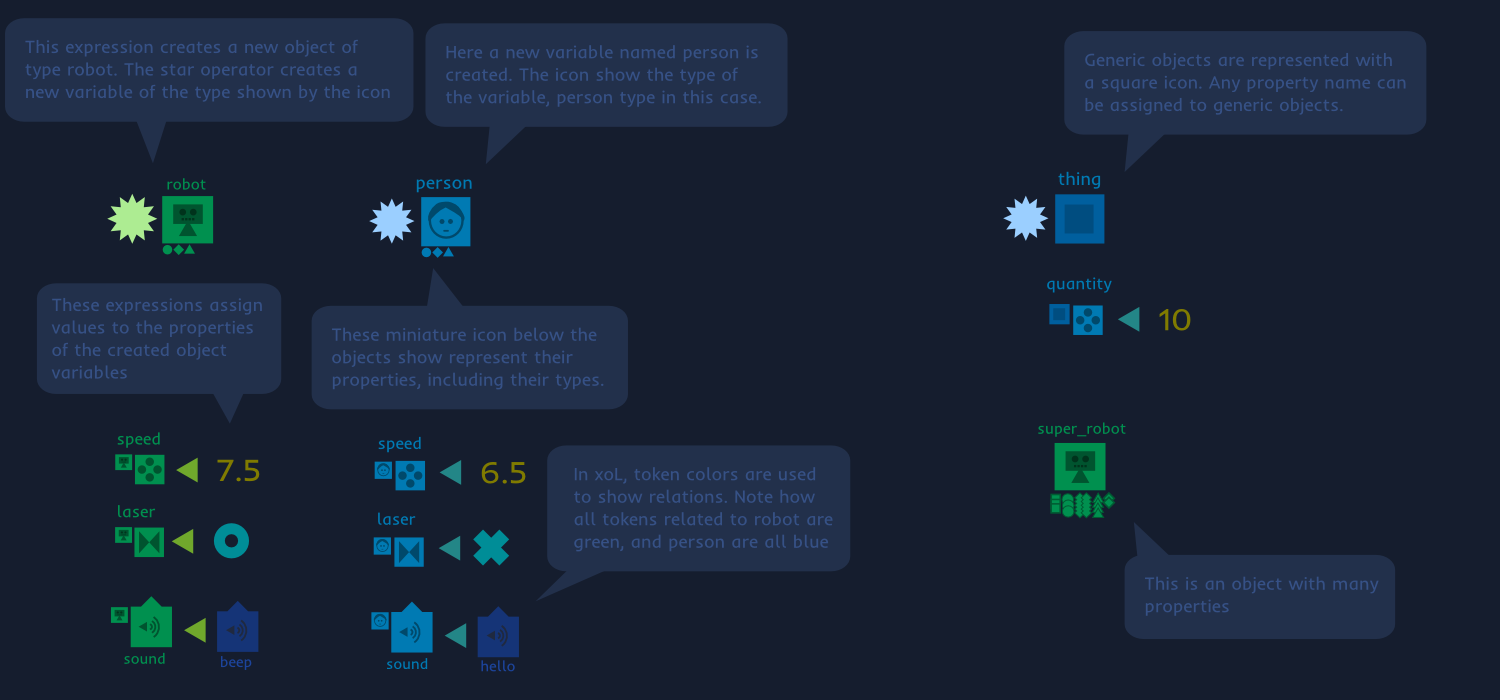 This expression creates a new object of
type robot. The star operator creates a
new variable of the type shown by the icon
Here a new variable named person is
created. The icon show the type of
the variable, person type in this case.
Generic objects are represented with
a square icon. Any property name can
be assigned to generic objects.
robot
person
thing
These expressions assign
values to the properties
of the created object
variables
These miniature icon below the
objects show represent their
properties, including their types.
quantity
10
speed
7.5
laser
sound
beep
speed
6.5
laser
sound
hello
In xoL, token colors are used
to show relations. Note how
all tokens related to robot are
green, and person are all blue
super_robot
This is an object with many
properties